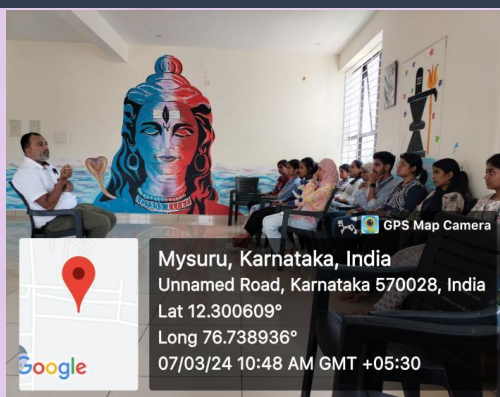 GPS Map Camera
Mysuru, Karnataka, India
Unnamed Road, Karnataka 570028, India
Lat 12.300609°
Long 76.738936°
07/03/24 10:48 AM GMT +05:30
Google